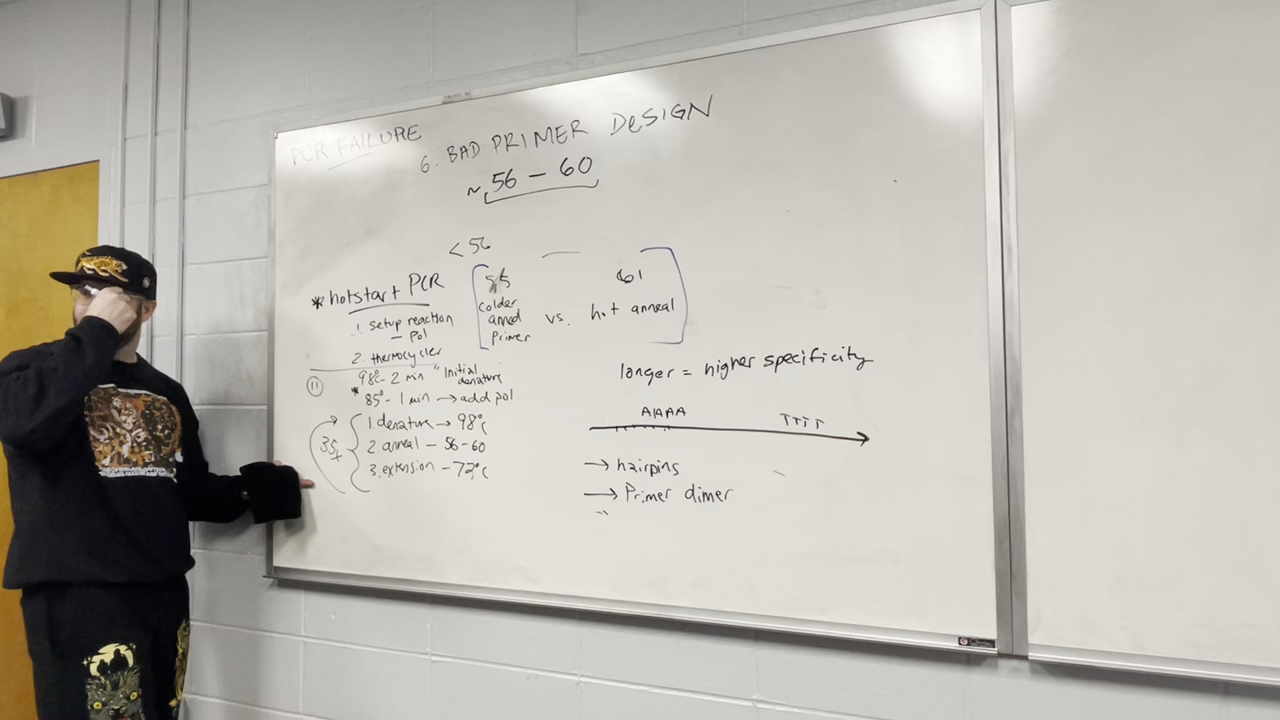 PCR FAILURE
6. BAD PRIMER DESIGN
~56 - 60
< 56
* hotstart PCR
1. setup reaction
- pol
2. thermocycler
98°- 2 min "Initial
denature
* 85°- 1 min → add pol
35x
1. denature → 98°C
2. anneal - 56-60
3. extension - 72°C
55
colder
anneal
primer
vs.
61
hot anneal
longer = higher specificity
AAAA
TTTT
→ hairpins
→ Primer dimer